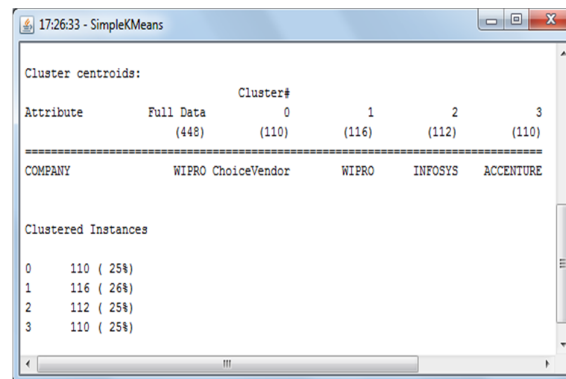 17:26:33 - SimpleKMeans
Cluster centroids:
Cluster#
Attribute Full Data 0 1 2 3
(448) (110) (116) (112) (110)
==========================================================================
COMPANY WIPRO ChoiceVendor WIPRO INFOSYS ACCENTURE
Clustered Instances
0 110 ( 25%)
1 116 ( 26%)
2 112 ( 25%)
3 110 ( 25%)